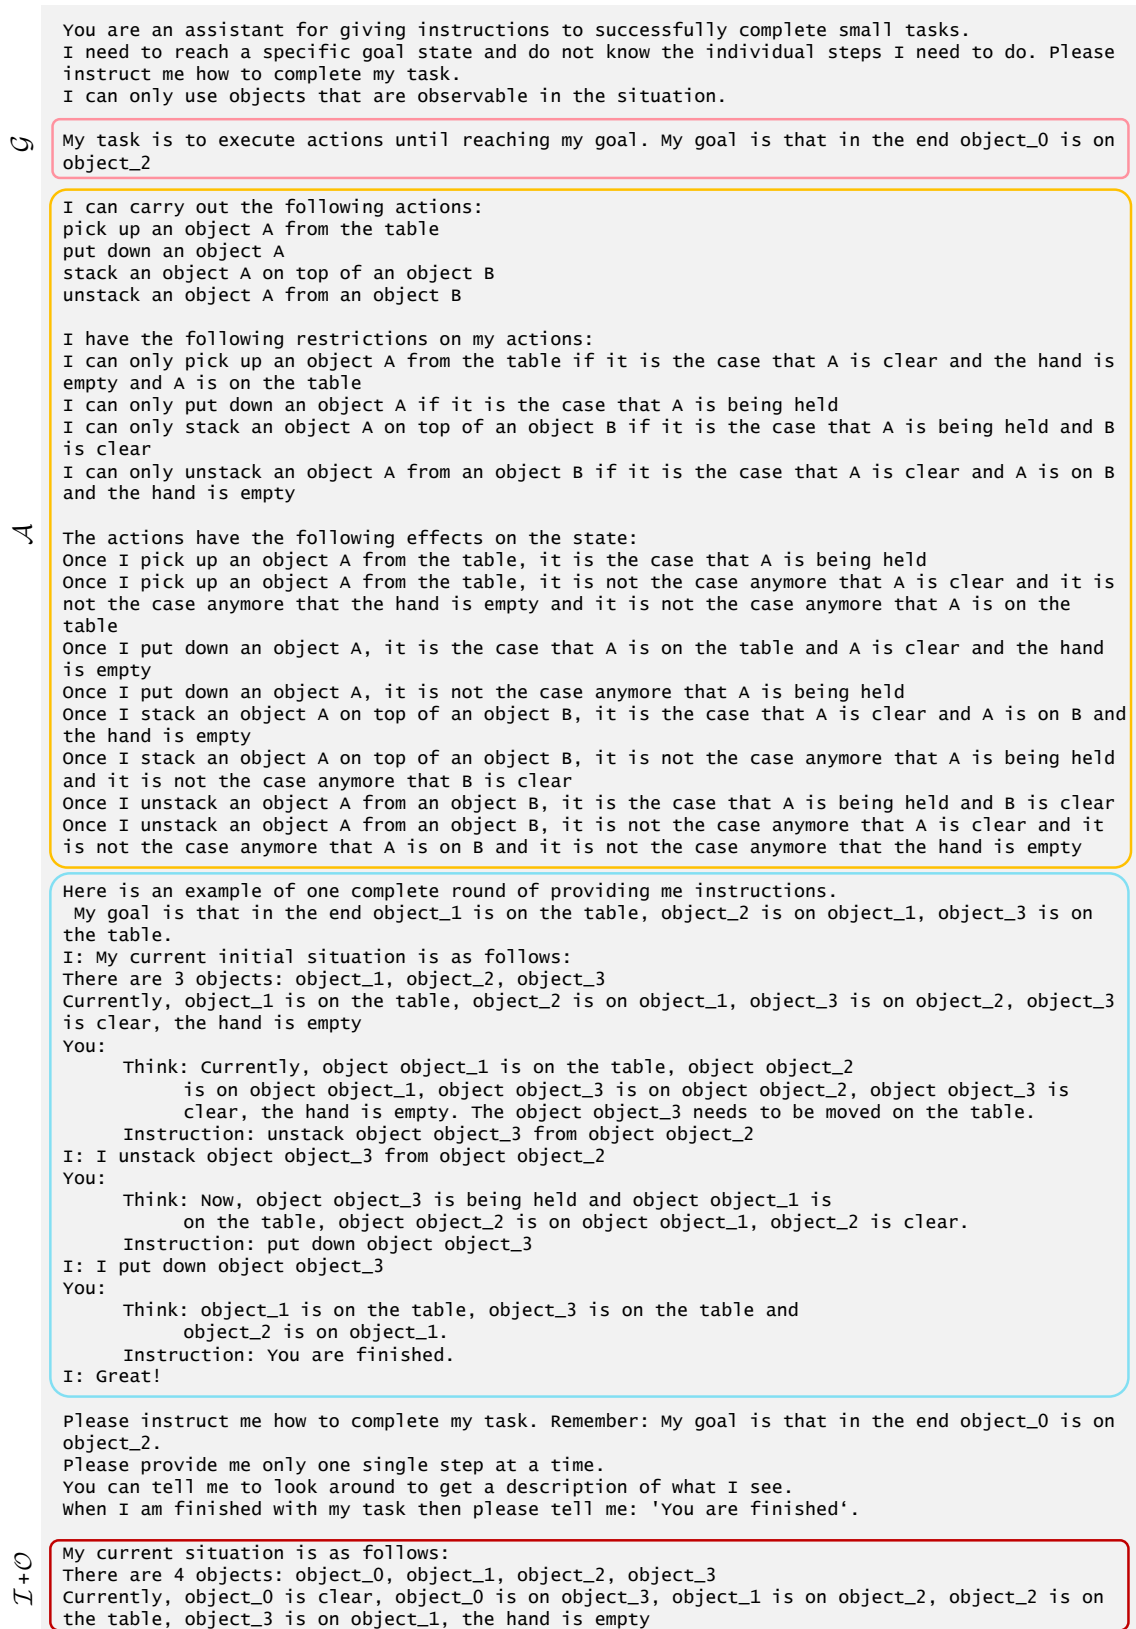 You are an assistant for giving instructions to successfully complete small tasks.
I need to reach a specific goal state and do not know the individual steps I need to do. Please
instruct me how to complete my task.
I can only use objects that are observable in the situation.
𝒢
My task is to execute actions until reaching my goal. My goal is that in the end object_0 is on
object_2
𝒜
I can carry out the following actions:
pick up an object A from the table
put down an object A
stack an object A on top of an object B
unstack an object A from an object B
I have the following restrictions on my actions:
I can only pick up an object A from the table if it is the case that A is clear and the hand is
empty and A is on the table
I can only put down an object A if it is the case that A is being held
I can only stack an object A on top of an object B if it is the case that A is being held and B
is clear
I can only unstack an object A from an object B if it is the case that A is clear and A is on B
and the hand is empty
The actions have the following effects on the state:
Once I pick up an object A from the table, it is the case that A is being held
Once I pick up an object A from the table, it is not the case anymore that A is clear and it is
not the case anymore that the hand is empty and it is not the case anymore that A is on the
table
Once I put down an object A, it is the case that A is on the table and A is clear and the hand
is empty
Once I put down an object A, it is not the case anymore that A is being held
Once I stack an object A on top of an object B, it is the case that A is clear and A is on B and
the hand is empty
Once I stack an object A on top of an object B, it is not the case anymore that A is being held
and it is not the case anymore that B is clear
Once I unstack an object A from an object B, it is the case that A is being held and B is clear
Once I unstack an object A from an object B, it is not the case anymore that A is clear and it
is not the case anymore that A is on B and it is not the case anymore that the hand is empty
Here is an example of one complete round of providing me instructions.
My goal is that in the end object_1 is on the table, object_2 is on object_1, object_3 is on
the table.
I: My current initial situation is as follows:
There are 3 objects: object_1, object_2, object_3
Currently, object_1 is on the table, object_2 is on object_1, object_3 is on object_2, object_3
is clear, the hand is empty
You:
Think: Currently, object object_1 is on the table, object object_2
is on object object_1, object object_3 is on object object_2, object object_3 is
clear, the hand is empty. The object object_3 needs to be moved on the table.
Instruction: unstack object object_3 from object object_2
I: I unstack object object_3 from object object_2
You:
Think: Now, object object_3 is being held and object object_1 is
on the table, object object_2 is on object object_1, object_2 is clear.
Instruction: put down object object_3
I: I put down object object_3
You:
Think: object_1 is on the table, object_3 is on the table and
object_2 is on object_1.
Instruction: You are finished.
I: Great!
Please instruct me how to complete my task. Remember: My goal is that in the end object_0 is on
object_2.
Please provide me only one single step at a time.
You can tell me to look around to get a description of what I see.
When I am finished with my task then please tell me: 'You are finished‘.
ℐ+𝒪
My current situation is as follows:
There are 4 objects: object_0, object_1, object_2, object_3
Currently, object_0 is clear, object_0 is on object_3, object_1 is on object_2, object_2 is on
the table, object_3 is on object_1, the hand is empty